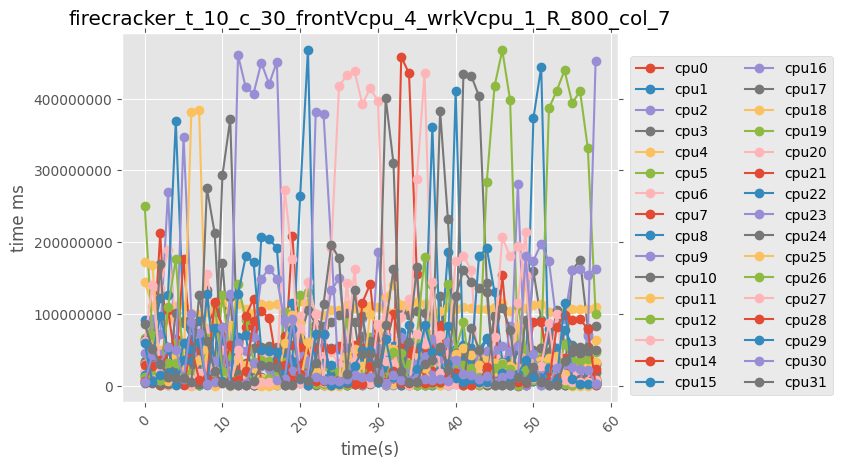 firecracker_t_10_c_30_frontVcpu_4_wrkVcpu_1_R_800_col_7
time ms
400000000
300000000
200000000
100000000
0
0
10
20
30
40
50
60
time(s)
cpu0
cpu1
cpu2
cpu3
cpu4
cpu5
cpu6
cpu7
cpu8
cpu9
cpu10
cpu11
cpu12
cpu13
cpu14
cpu15
cpu16
cpu17
cpu18
cpu19
cpu20
cpu21
cpu22
cpu23
cpu24
cpu25
cpu26
cpu27
cpu28
cpu29
cpu30
cpu31